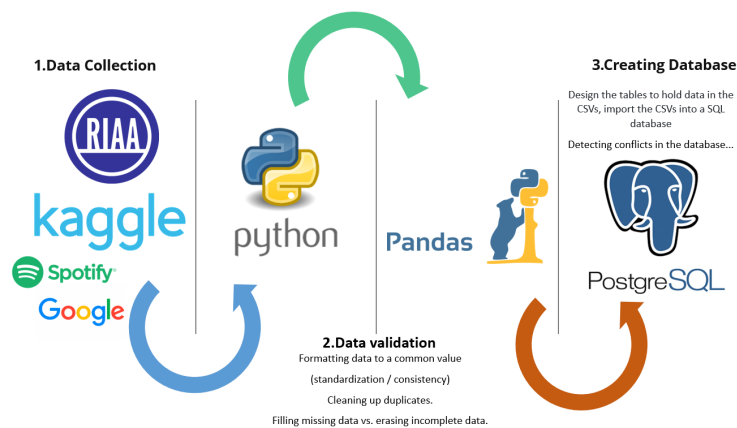 1.Data Collection
RIAA
kaggle
Spotify®
Google
python
2.Data validation
Formatting data to a common value
(standardization / consistency)
Cleaning up duplicates.
Filling missing data vs. erasing incomplete data.
Pandas
3.Creating Database
Design the tables to hold data in the
CSVs, import the CSVs into a SQL
database
Detecting conflicts in the database...
PostgreSQL